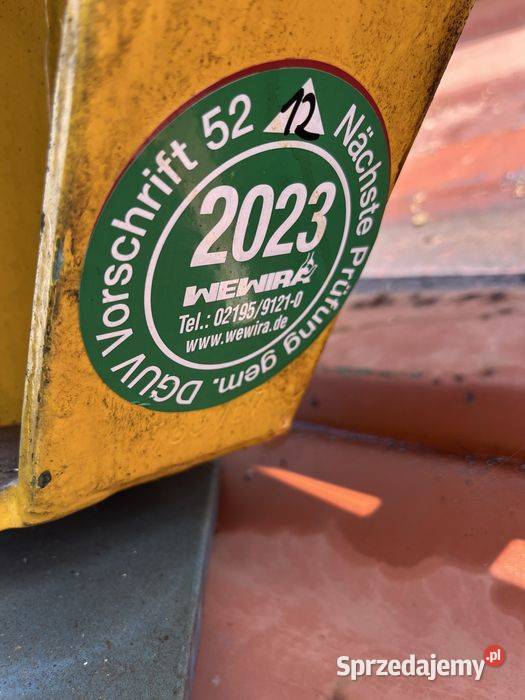 Nächste Prüfung gem. DGUV Vorschrift 52
12
2023
WEWIRA
Tel.: 02195/9121-0
www.wewira.de
Sprzedajemy.pl